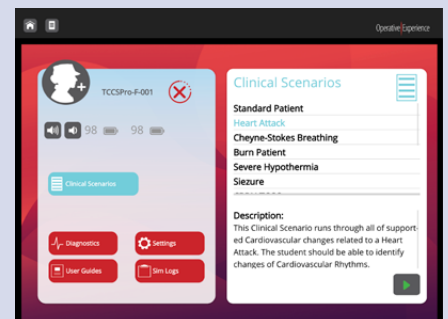 Operative Experience
TCCSPro-F-001
98 98
Clinical Scenarios
Diagnostics
Settings
User Guides
Sim Logs
Clinical Scenarios
Standard Patient
Heart Attack
Cheyne-Stokes Breathing
Burn Patient
Severe Hypothermia
Siezure
Description:
This Clinical Scenario runs through all of support-
ed Cardiovascular changes related to a Heart
Attack. The student should be able to identify
changes of Cardiovascular Rhythms.